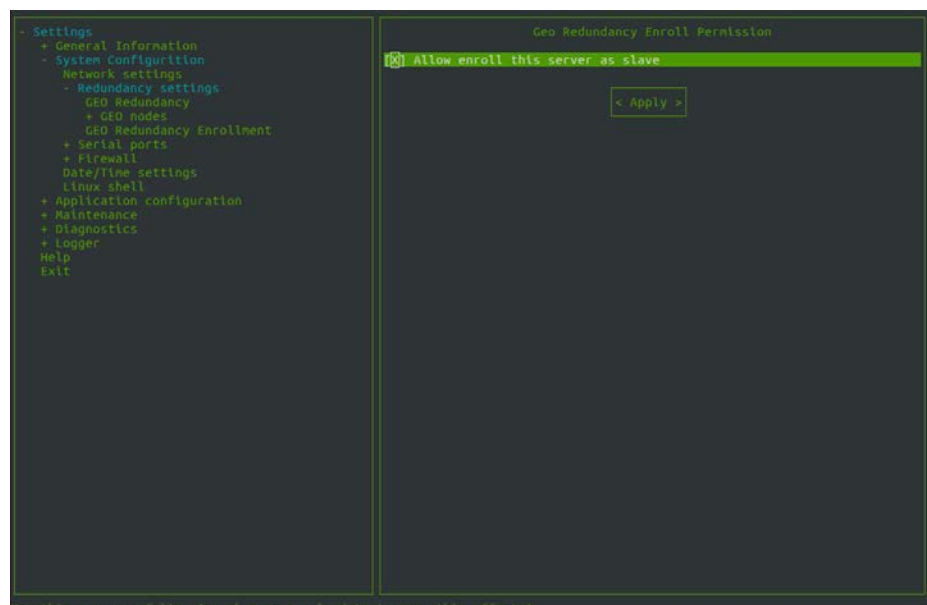 - Settings
+ General Information
- System Configurition
Network settings
- Redundancy settings
GEO Redundancy
+ GEO nodes
GEO Redundancy Enrollment
+ Serial ports
+ Firewall
Date/Time settings
Linux shell
+ Application configuration
+ Maintenance
+ Diagnostics
+ Logger
Help
Exit
Geo Redundancy Enroll Permission
[X] Allow enroll this server as slave
< Apply >